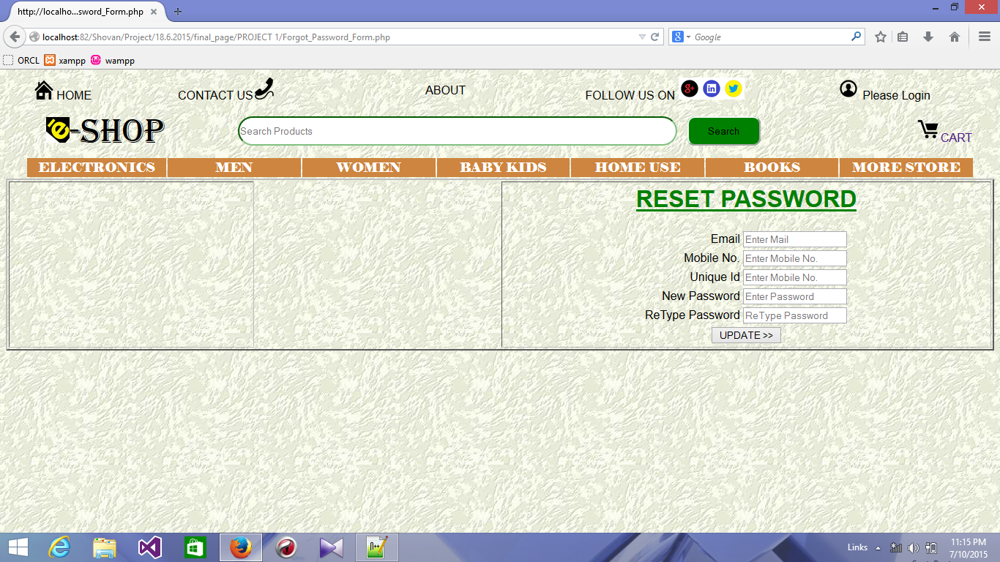 http://localho...sword_Form.php
localhost:82/Shovan/Project/18.6.2015/final_page/PROJECT 1/Forgot_Password_Form.php
Google
ORCL xampp wampp
HOME CONTACT US ABOUT FOLLOW US ON Please Login
e-SHOP Search Products Search CART
ELECTRONICS MEN WOMEN BABY KIDS HOME USE BOOKS MORE STORE
RESET PASSWORD
Email Enter Mail
Mobile No. Enter Mobile No.
Unique Id Enter Mobile No.
New Password Enter Password
ReType Password ReType Password
UPDATE >>
Links 11:15 PM
7/10/2015